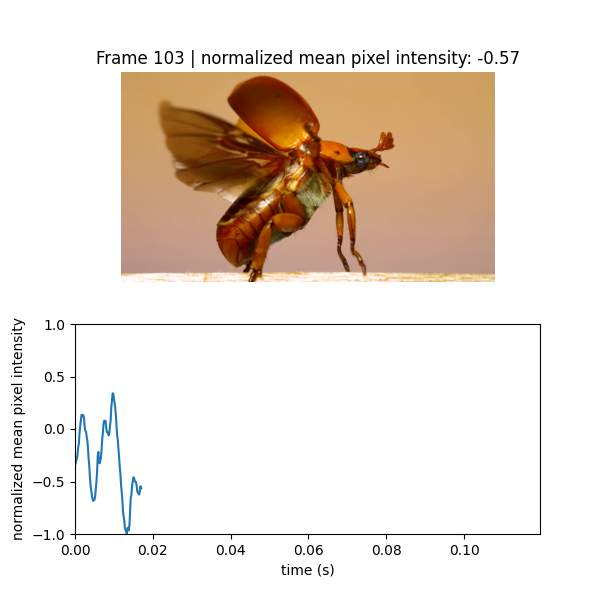 Frame 103 | normalized mean pixel intensity: -0.57
normalized mean pixel intensity
1.0
0.5
0.0
−0.5
−1.0
0.00 0.02 0.04 0.06 0.08 0.10
time (s)